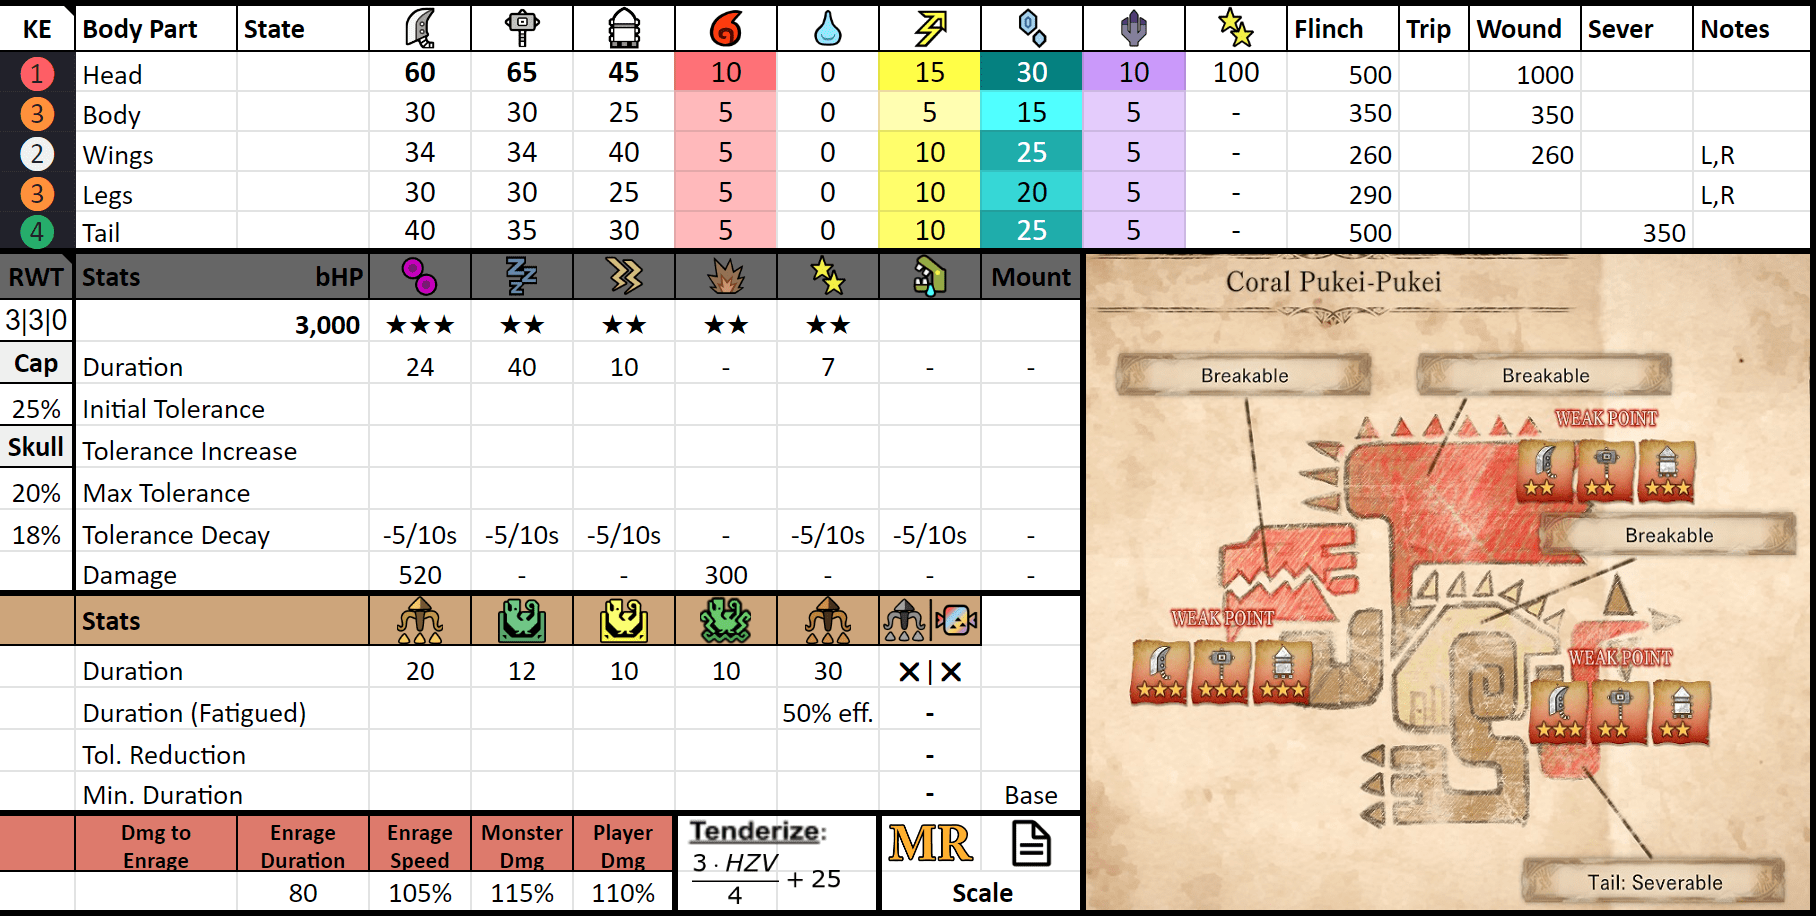 KE Body Part State Flinch Trip Wound Sever Notes
1 Head 60 65 45 10 0 15 30 10 100 500 1000
3 Body 30 30 25 5 0 5 15 5 - 350 350
2 Wings 34 34 40 5 0 10 25 5 - 260 260 L,R
3 Legs 30 30 25 5 0 10 20 5 - 290 L,R
4 Tail 40 35 30 5 0 10 25 5 - 500 350
RWT Stats bHP Mount
3|3|0 3,000 ★★★ ★★ ★★ ★★ ★★
Cap Duration 24 40 10 - 7 - -
25% Initial Tolerance
Skull Tolerance Increase
20% Max Tolerance
18% Tolerance Decay -5/10s -5/10s -5/10s - -5/10s -5/10s -
Damage 520 - - 300 - - -
Stats
Duration 20 12 10 10 30 ✕|✕
Duration (Fatigued) 50% eff. -
Tol. Reduction -
Min. Duration - Base
Dmg to Enrage
Enrage Duration
Enrage Speed
Monster Dmg
Player Dmg
80 105% 115% 110%
Tenderize:
3 · HZV
4
+ 25
MR
Scale
Coral Pukei-Pukei
Breakable
Breakable
WEAK POINT
★★ ★★ ★★★
Breakable
WEAK POINT
★★★ ★★★ ★★★
WEAK POINT
★★★ ★★ ★★
Tail: Severable